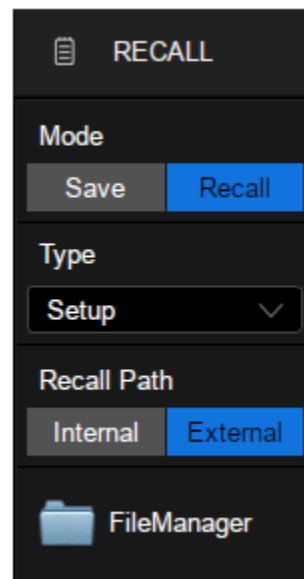 RECALL
Mode
Save Recall
Type
Setup
Recall Path
Internal External
FileManager